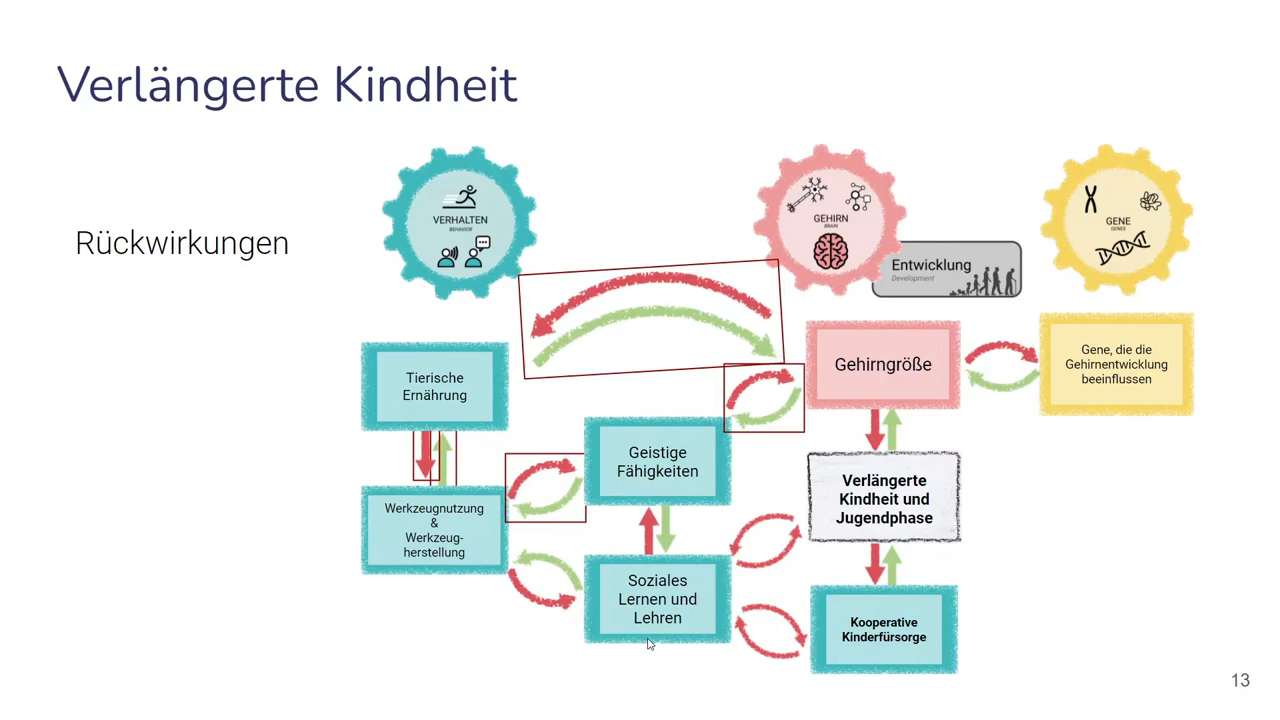 Verlängerte Kindheit
Rückwirkungen
VERHALTEN
BEHAVIOR
GEHIRN
BRAIN
Entwicklung
Development
GENE
GENES
Tierische
Ernährung
Gehirngröße
Gene, die die
Gehirnentwicklung
beeinflussen
Geistige
Fähigkeiten
Verlängerte
Kindheit und
Jugendphase
Werkzeugnutzung
&
Werkzeug-
herstellung
Soziales
Lernen und
Lehren
Kooperative
Kinderfürsorge
13